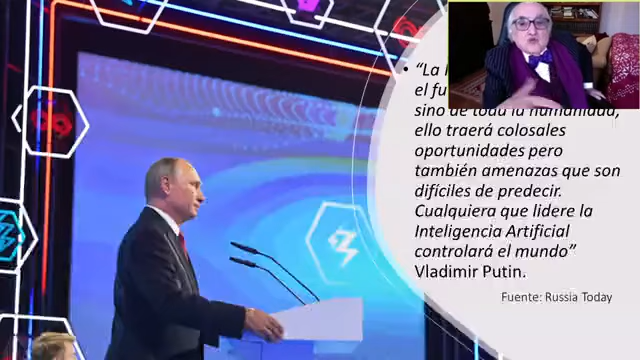 • “La
el fu
sino de toda la humanidad,
ello traerá colosales
oportunidades pero
también amenazas que son
difíciles de predecir.
Cualquiera que lidere la
Inteligencia Artificial
controlará el mundo”
Vladimir Putin.
Fuente: Russia Today